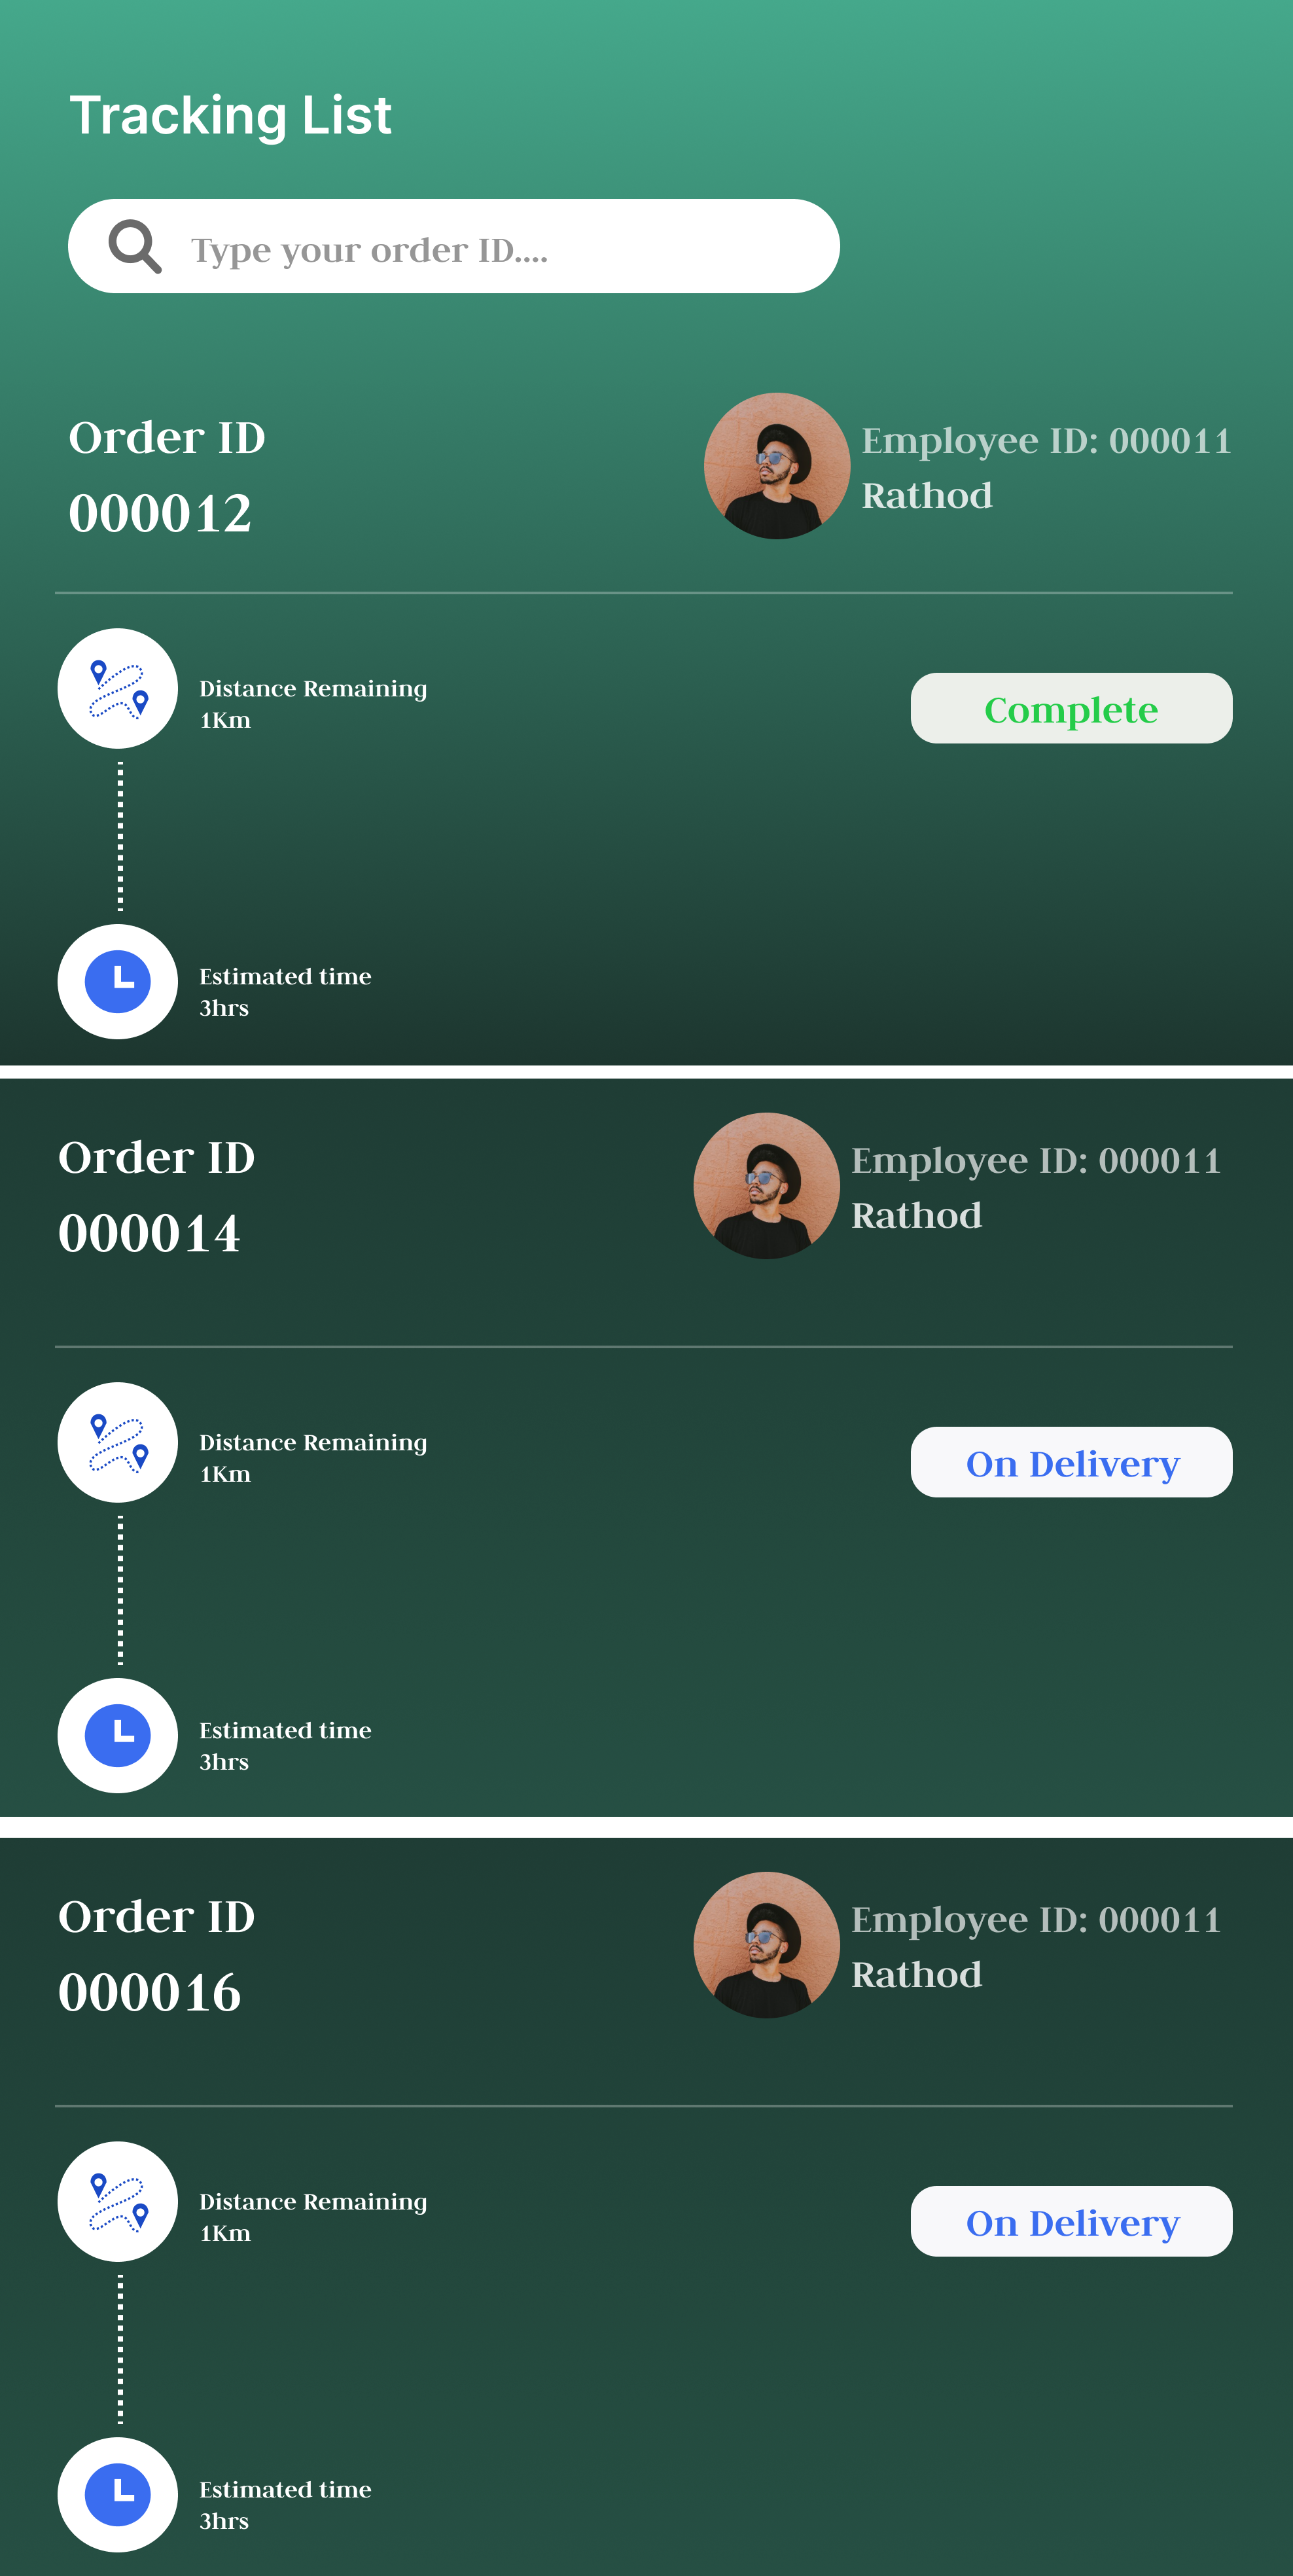 Tracking List
Type your order ID....
Order ID
000012
Employee ID: 000011
Rathod
Distance Remaining
1Km
Complete
Estimated time
3hrs
Order ID
000014
Employee ID: 000011
Rathod
Distance Remaining
1Km
On Delivery
Estimated time
3hrs
Order ID
000016
Employee ID: 000011
Rathod
Distance Remaining
1Km
On Delivery
Estimated time
3hrs